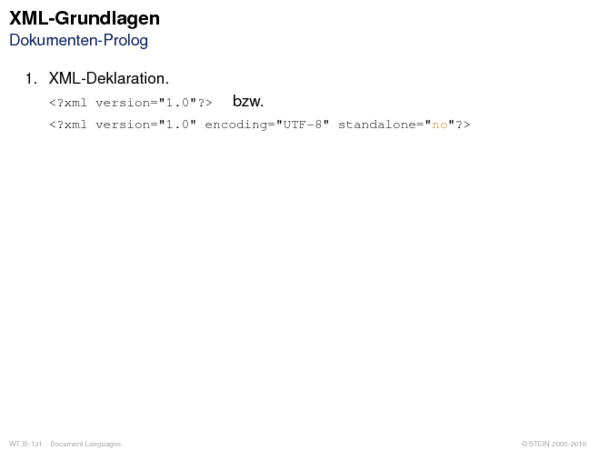 XML-Grundlagen
Dokumenten-Prolog
1. XML-Deklaration.
<?xml version="1.0"?> bzw.
<?xml version="1.0" encoding="UTF-8" standalone="no"?>
WT:III-131 Document Languages © STEIN 2005-2018